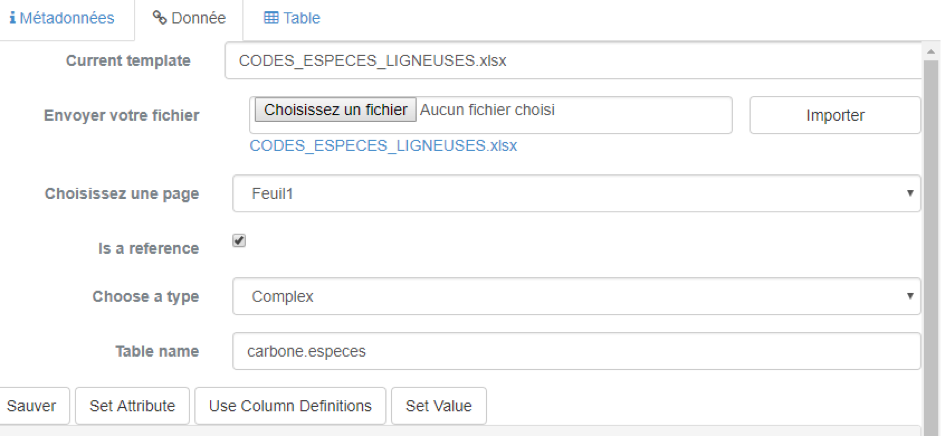 Métadonnées Donnée Table
Current template CODES_ESPECES_LIGNEUSES.xlsx
Envoyer votre fichier Choisissez un fichier Aucun fichier choisi Importer
CODES_ESPECES_LIGNEUSES.xlsx
Choisissez une page Feuil1
Is a reference
Choose a type Complex
Table name carbone.especes
Sauver Set Attribute Use Column Definitions Set Value